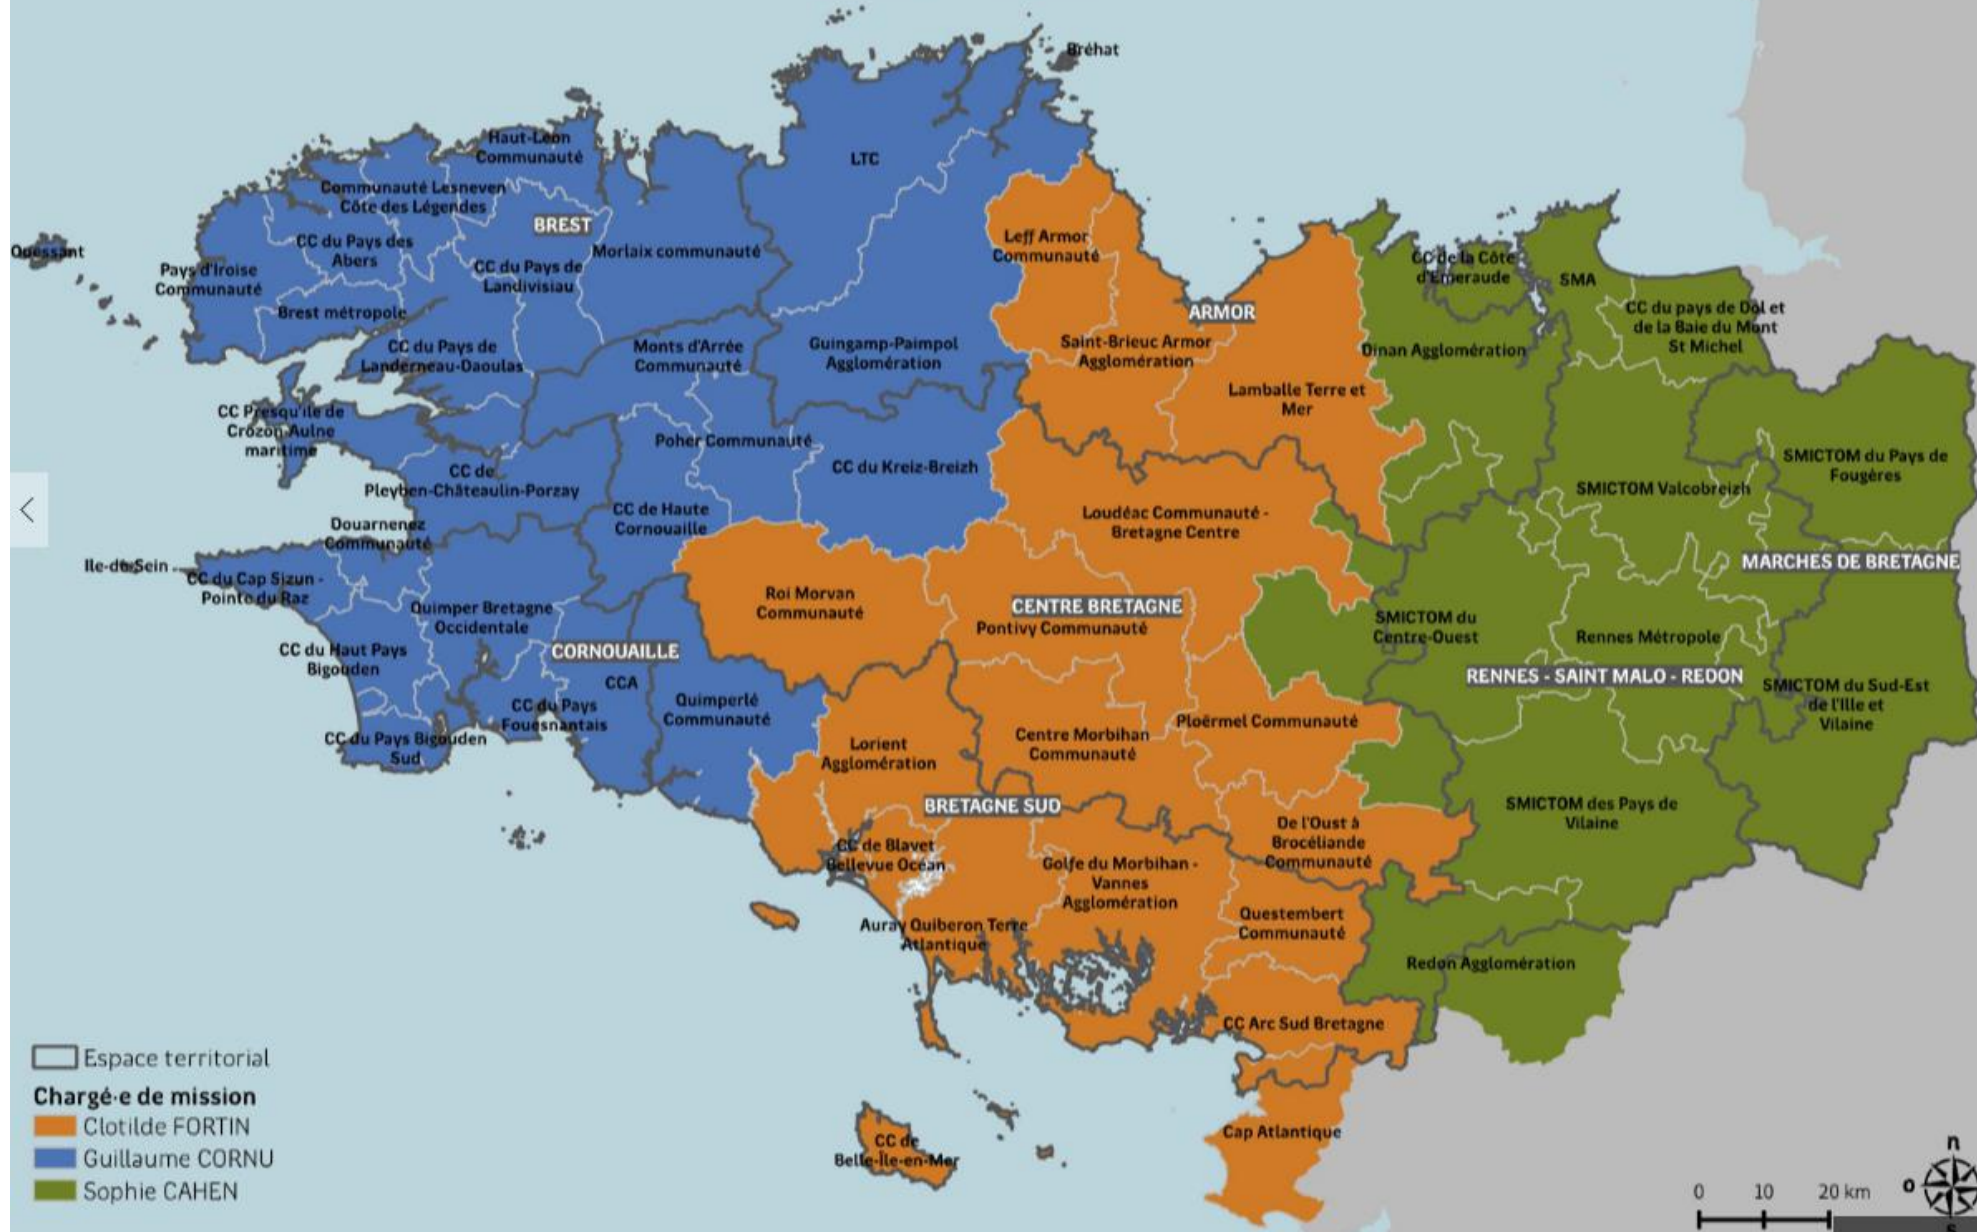 Bréhat
Haut-Léon
Communauté
LTC
Communauté Lesneven
Côte des Légendes
BREST
Ouessant
CC du Pays des
Abers
Morlaix communauté
Pays d'Iroise
Communauté
CC du Pays de
Landivisiau
Brest métropole
CC du Pays de
Landerneau-Daoulas
Monts d'Arrée
Communauté
Guingamp-Paimpol
Agglomération
Leff Armor
Communauté
ARMOR
Saint-Brieuc Armor
Agglomération
Lamballe Terre et
Mer
CC de la Côte
d'Emeraude
SMA
CC du pays de Dol et
de la Baie du Mont
St Michel
Dinan Agglomération
CC Presqu'ile de
Crozon-Aulne
maritime
Poher Communauté
CC du Kreiz-Breizh
CC de
Pleyben-Châteaulin-Porzay
CC de Haute
Cornouaille
Loudéac Communauté -
Bretagne Centre
SMICTOM Valcobreizh
SMICTOM du Pays de
Fougères
Douarnenez
Communauté
Ile-de-Sein
CC du Cap Sizun -
Pointe du Raz
Quimper Bretagne
Occidentale
Roi Morvan
Communauté
CENTRE BRETAGNE
Pontivy Communauté
MARCHES DE BRETAGNE
SMICTOM du
Centre-Ouest
Rennes Métropole
CC du Haut Pays
Bigouden
CORNOUAILLE
CCA
RENNES - SAINT MALO - REDON
SMICTOM du Sud-Est
de l'Ille et
Vilaine
CC du Pays
Fouesnantais
Quimperlé
Communauté
CC du Pays Bigouden
Sud
Lorient
Agglomération
Centre Morbihan
Communauté
Ploërmel Communauté
BRETAGNE SUD
SMICTOM des Pays de
Vilaine
De l'Oust à
Brocéliande
Communauté
CC de Blavet
Bellevue Océan
Golfe du Morbihan -
Vannes
Agglomération
Auray Quiberon Terre
Atlantique
Questembert
Communauté
Redon Agglomération
CC Arc Sud Bretagne
Cap Atlantique
CC de
Belle-Île-en-Mer
Espace territorial
Chargé·e de mission
Clotilde FORTIN
Guillaume CORNU
Sophie CAHEN
0 10 20 km
n
o
s